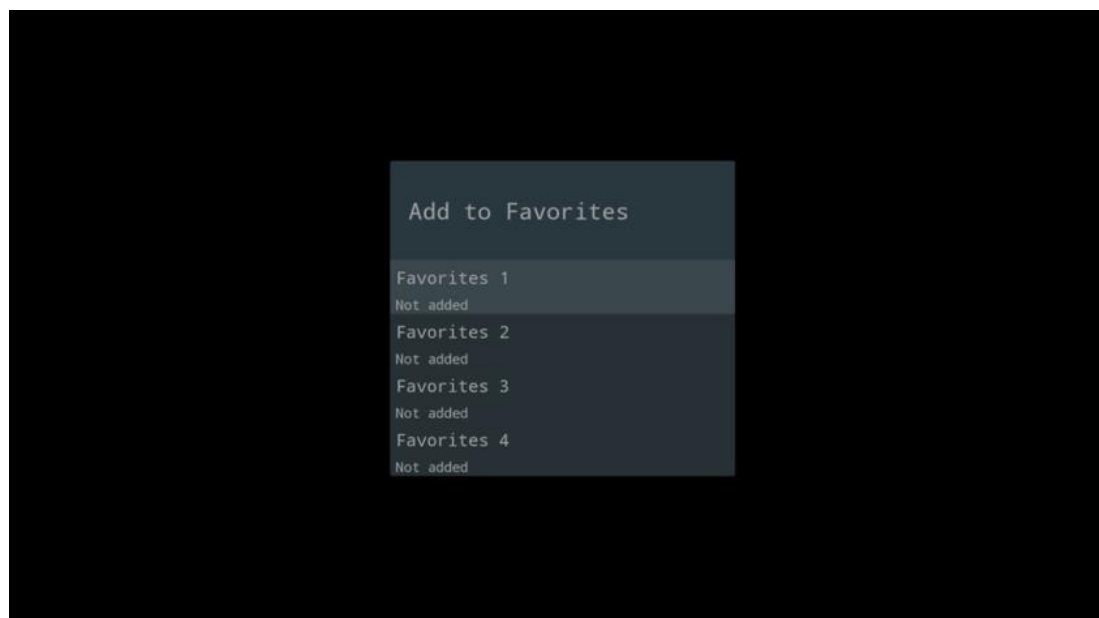 Add to Favorites
Favorites 1
Not added
Favorites 2
Not added
Favorites 3
Not added
Favorites 4
Not added